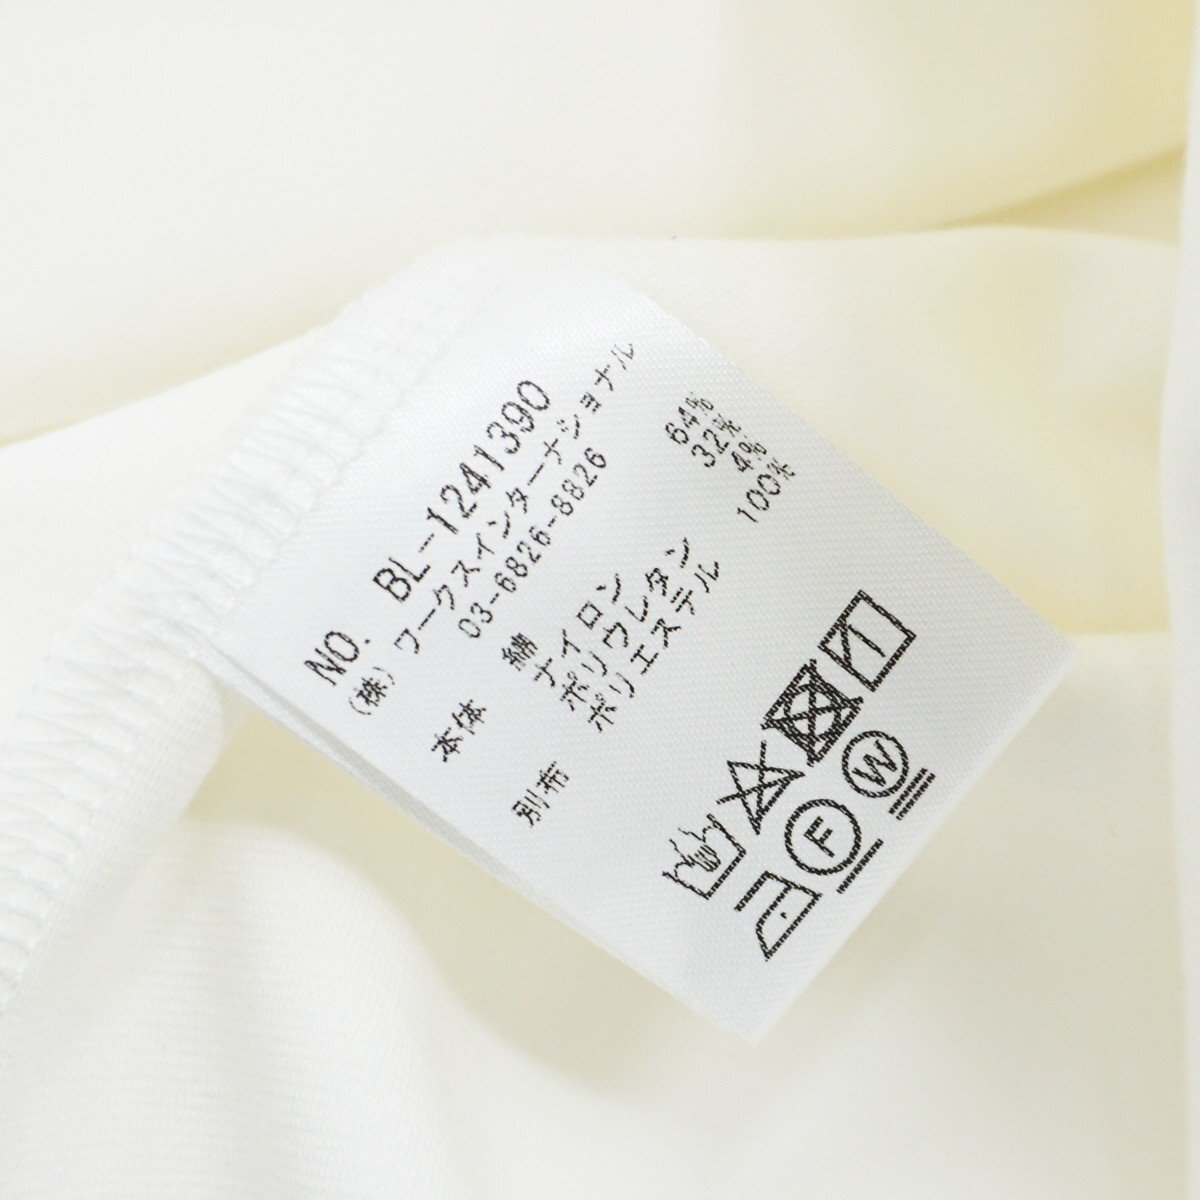 NO. BL-1241390
(株) ワークスインターナショナル
03-6826-8826
本体 綿 64%
ナイロン 32%
ポリウレタン 4%
別布 ポリエステル 100%
F W